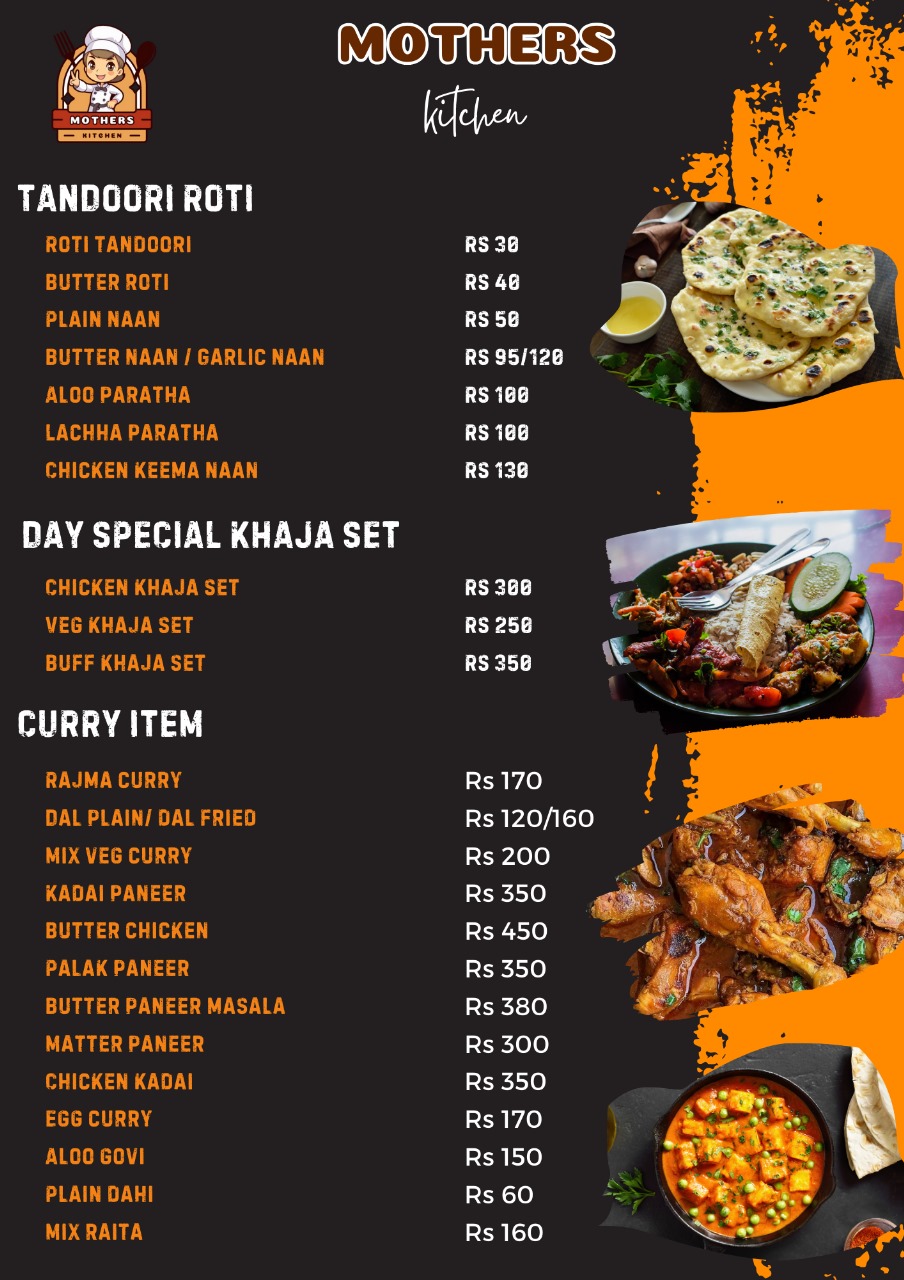 MOTHERS
KITCHEN
MOTHERS
kitchen
TANDOORI ROTI
ROTI TANDOORI RS 30
BUTTER ROTI RS 40
PLAIN NAAN RS 50
BUTTER NAAN / GARLIC NAAN RS 95/120
ALOO PARATHA RS 100
LACHHA PARATHA RS 100
CHICKEN KEEMA NAAN RS 130
DAY SPECIAL KHAJA SET
CHICKEN KHAJA SET RS 300
VEG KHAJA SET RS 250
BUFF KHAJA SET RS 350
CURRY ITEM
RAJMA CURRY Rs 170
DAL PLAIN/ DAL FRIED Rs 120/160
MIX VEG CURRY Rs 200
KADAI PANEER Rs 350
BUTTER CHICKEN Rs 450
PALAK PANEER Rs 350
BUTTER PANEER MASALA Rs 380
MATTER PANEER Rs 300
CHICKEN KADAI Rs 350
EGG CURRY Rs 170
ALOO GOVI Rs 150
PLAIN DAHI Rs 60
MIX RAITA Rs 160